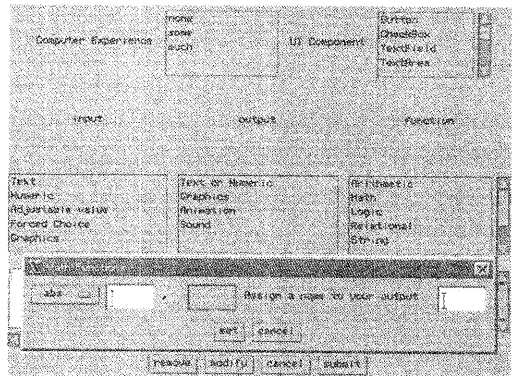 none
some
much
Computer Experience
UI Component
Button
CheckBox
TextField
TextArea
input
output
function
Text
Numeric
Adjustable value
Forced Choice
Graphics
Text or Numeric
Graphics
Animation
Sound
Arithmetic
Math
Logic
Relational
String
abs
,
Assign a name to your output
set
cancel
remove
modify
cancel
submit